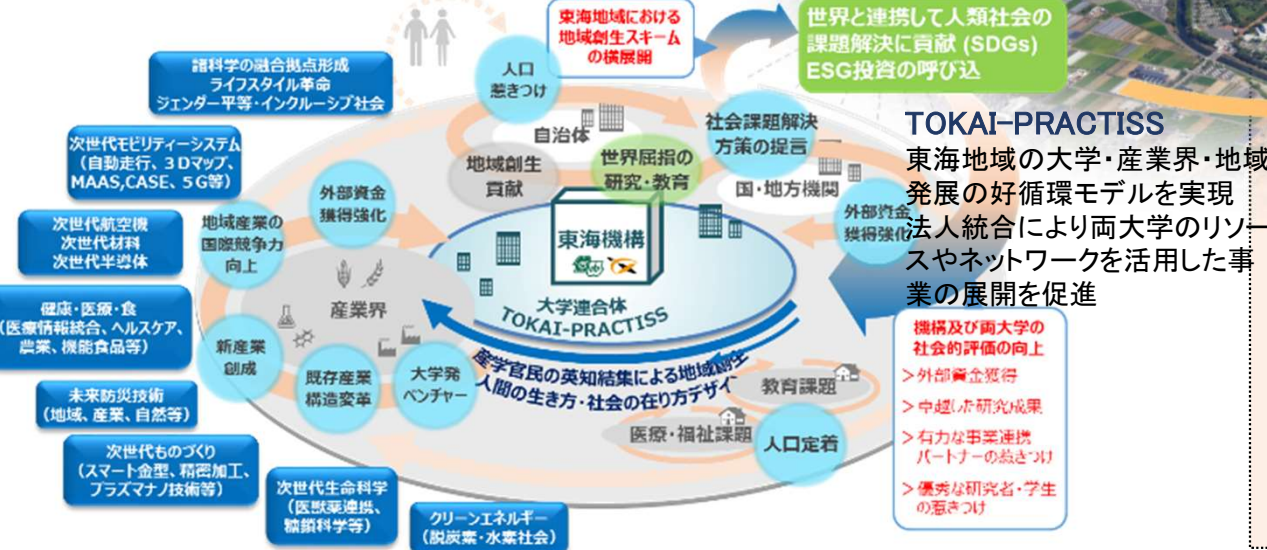 東海地域における
地域創生スキーム
の横展開
世界と連携して人類社会の
課題解決に貢献 (SDGs)
ESG投資の呼び込
諸科学の融合拠点形成
ライフスタイル革命
ジェンダー平等・インクルーシブ社会
人口
惹きつけ
自治体
社会課題解決
方策の提言
TOKAI-PRACTISS
東海地域の大学・産業界・地域
発展の好循環モデルを実現
法人統合により両大学のリソー
スやネットワークを活用した事
業の展開を促進
次世代モビリティーシステム
(自動走行、3Dマップ、
MAAS,CASE、5G等)
地域創生
貢献
世界屈指の
研究・教育
国・地方機関
外部資金
獲得強化
外部資金
獲得強化
次世代航空機
次世代材料
次世代半導体
地域産業の
国際競争力
向上
東海機構
産業界
大学連合体
TOKAI-PRACTISS
健康・医療・食
(医療情報統合、ヘルスケア、
農業、機能食品等)
新産業
創成
既存産業
構造変革
大学発
ベンチャー
産学官民の英知結集による地域創生
人間の生き方・社会の在り方デザイ
教育課題
医療・福祉課題
人口定着
機構及び両大学の
社会的評価の向上
>外部資金獲得
>卓越した研究成果
>有力な事業連携
パートナーの惹きつけ
>優秀な研究者・学生
の惹きつけ
未来防災技術
(地域、産業、自然等)
次世代ものづくり
(スマート金型、精密加工、
プラズマナノ技術等)
次世代生命科学
(医獣薬連携、
糖鎖科学等)
クリーンエネルギー
(脱炭素・水素社会)